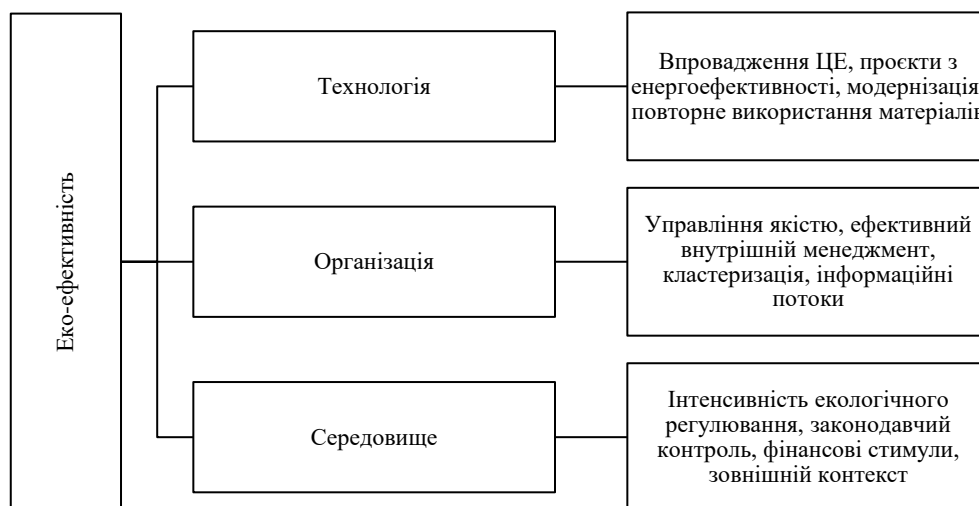 Еко-ефективність
Технологія
Впровадження ЦЕ, проєкти з
енергоефективності, модернізація,
повторне використання матеріалів
Організація
Управління якістю, ефективний
внутрішній менеджмент,
кластеризація, інформаційні
потоки
Середовище
Інтенсивність екологічного
регулювання, законодавчий
контроль, фінансові стимули,
зовнішній контекст